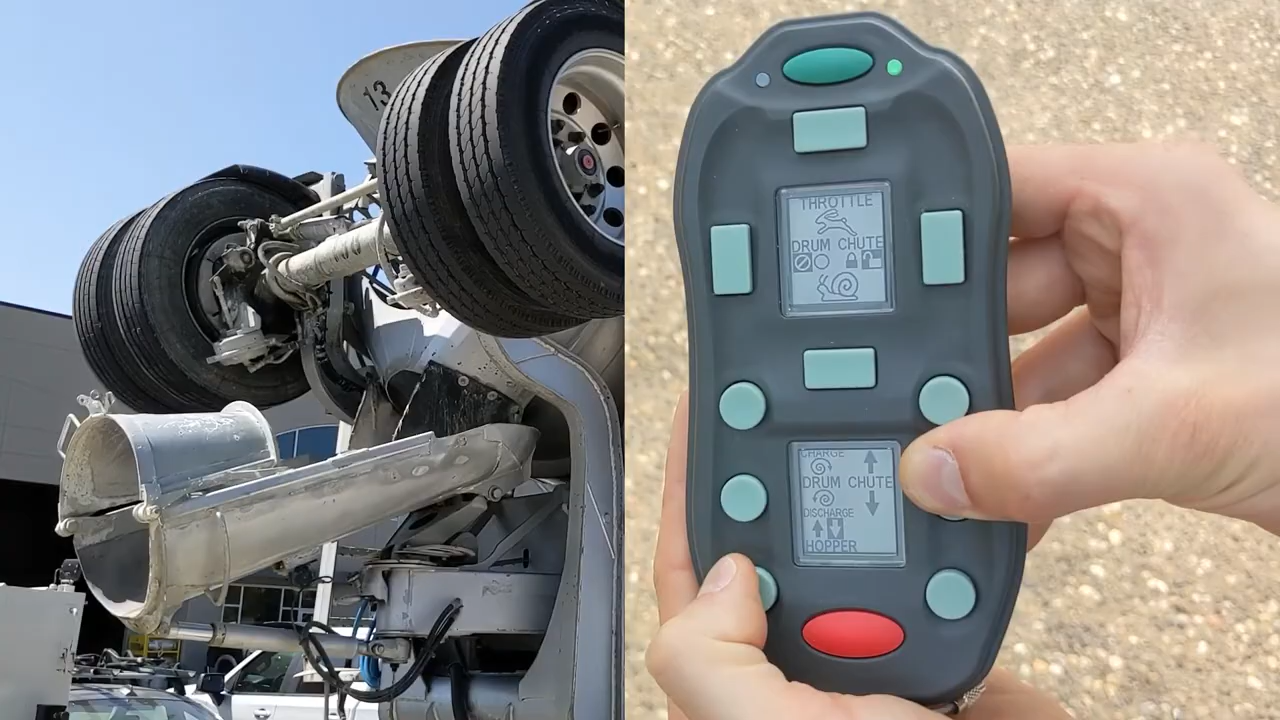 13
THROTTLE
DRUM CHUTE
CHARGE
DRUM CHUTE
DISCHARGE
HOPPER